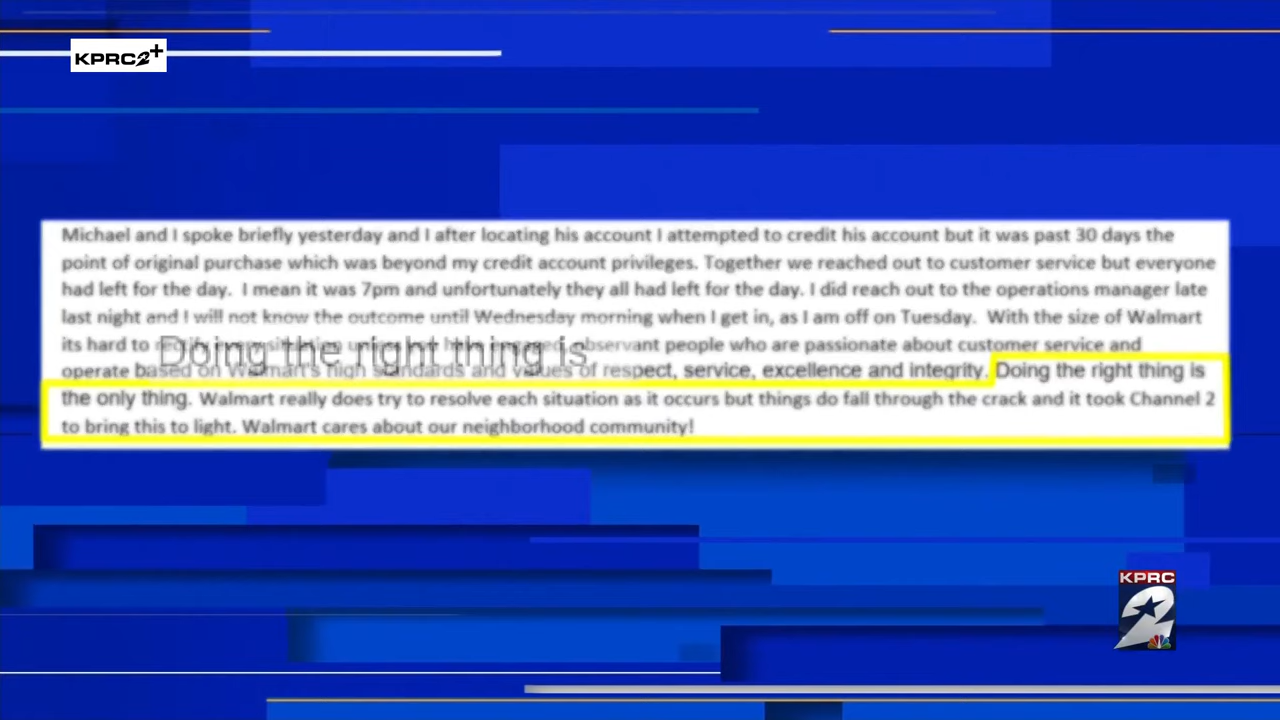 KPRC2+
Michael and I spoke briefly yesterday and I after locating his account I attempted to credit his account but it was past 30 days the
point of original purchase which was beyond my credit account privileges. Together we reached out to customer service but everyone
had left for the day.  I mean it was 7pm and unfortunately they all had left for the day. I did reach out to the operations manager late
last night and I will not know the outcome until Wednesday morning when I get in, as I am off on Tuesday.  With the size of Walmart
its hard to observant people who are passionate about customer service and
Doing the right thing is
operate based on Walmart's high standards and values of respect, service, excellence and integrity. Doing the right thing is
the only thing. Walmart really does try to resolve each situation as it occurs but things do fall through the crack and it took Channel 2
to bring this to light. Walmart cares about our neighborhood community!
KPRC
2